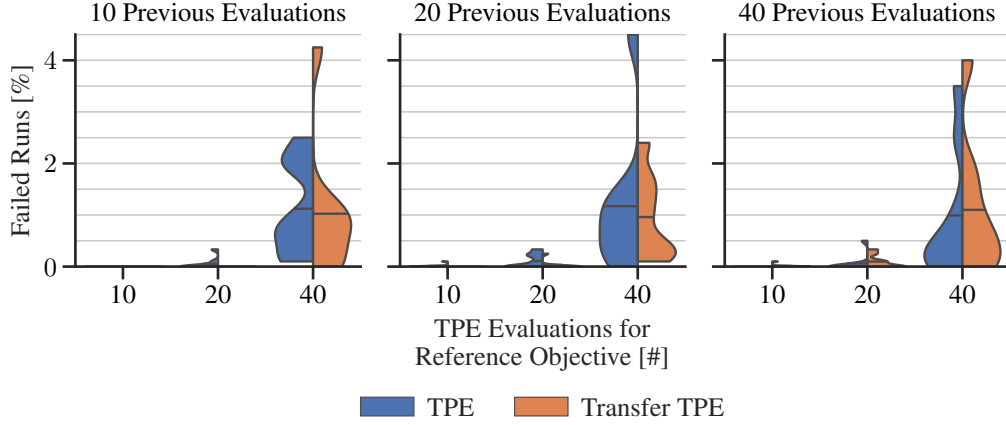 10 Previous Evaluations
20 Previous Evaluations
40 Previous Evaluations
Failed Runs [%]
4
2
0
10 20 40
10 20 40
10 20 40
TPE Evaluations for
Reference Objective [#]
TPE
Transfer TPE